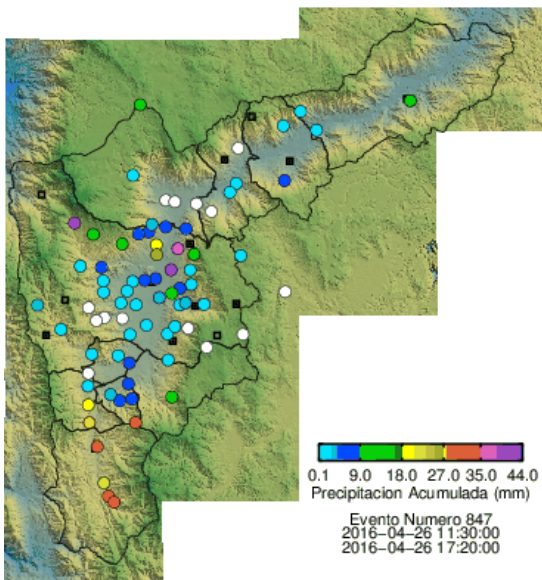 0.1 9.0 18.0 27.0 35.0 44.0
Precipitacion Acumulada (mm)
Evento Numero 847
2016-04-26 11:30:00
2016-04-26 17:20:00